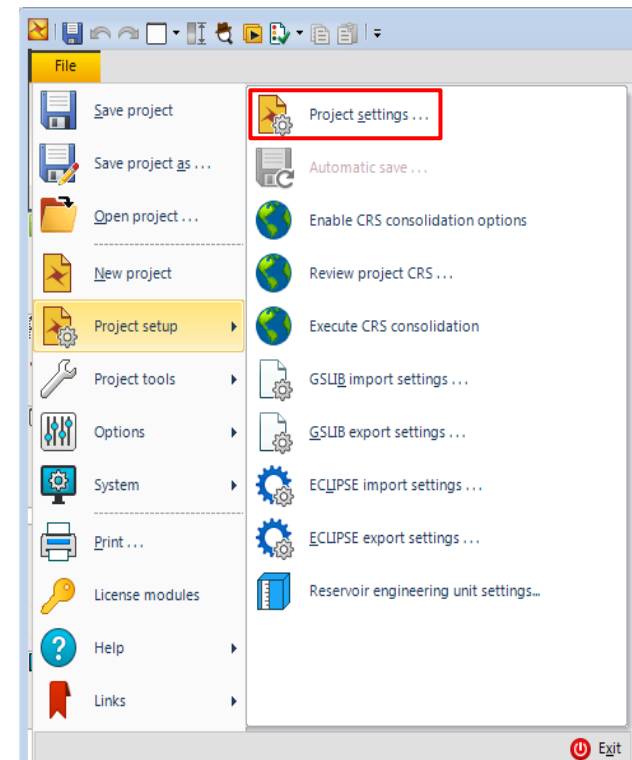 File
Save project
Save project as ...
Open project ...
New project
Project setup
Project tools
Options
System
Print ...
License modules
Help
Links
Project settings ...
Automatic save ...
Enable CRS consolidation options
Review project CRS ...
Execute CRS consolidation
GSLIB import settings ...
GSLIB export settings ...
ECLIPSE import settings ...
ECLIPSE export settings ...
Reservoir engineering unit settings...
Exit